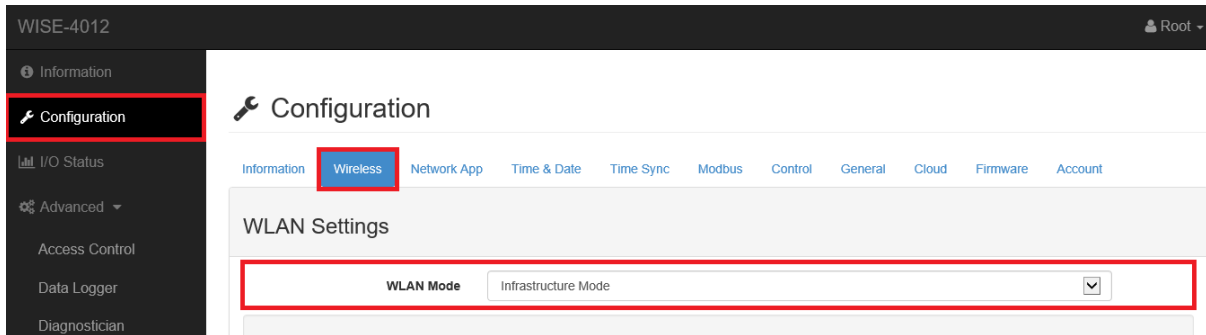 WISE-4012
Root
Information
Configuration
I/O Status
Advanced
Access Control
Data Logger
Diagnostician
Configuration
Information Wireless Network App Time & Date Time Sync Modbus Control General Cloud Firmware Account
WLAN Settings
WLAN Mode Infrastructure Mode